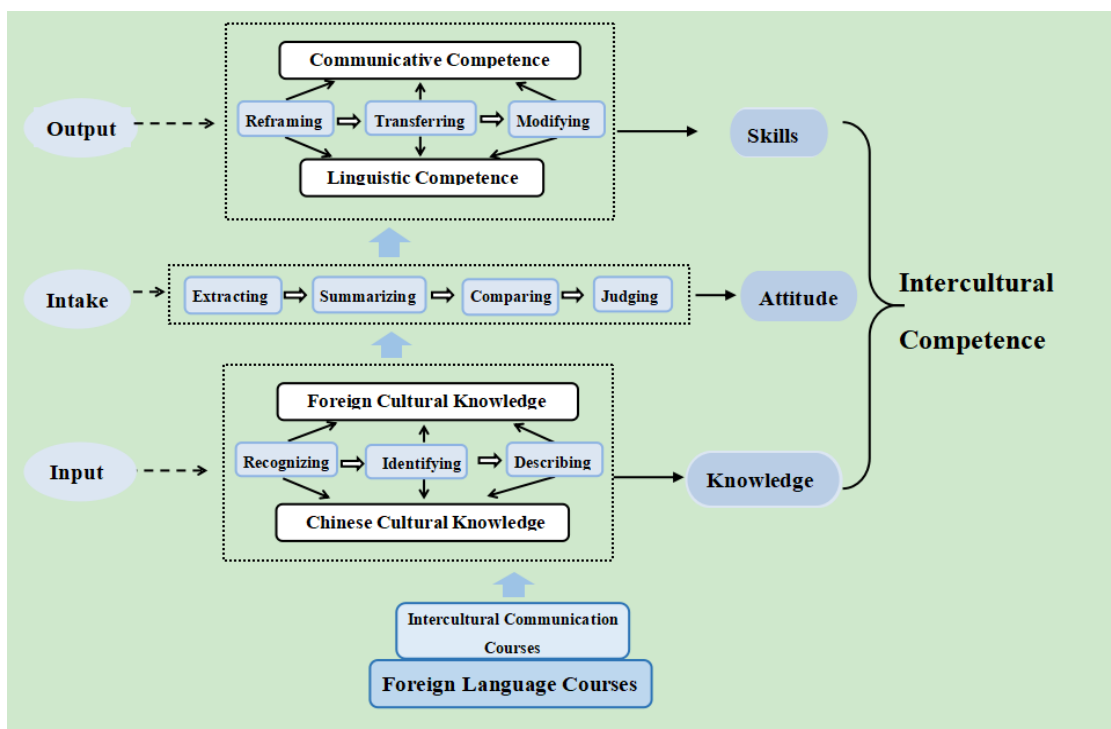 Communicative Competence
Output
Reframing
Transferring
Modifying
Skills
Linguistic Competence
Intake
Extracting
Summarizing
Comparing
Judging
Attitude
Intercultural
Competence
Foreign Cultural Knowledge
Input
Recognizing
Identifying
Describing
Knowledge
Chinese Cultural Knowledge
Intercultural Communication
Courses
Foreign Language Courses